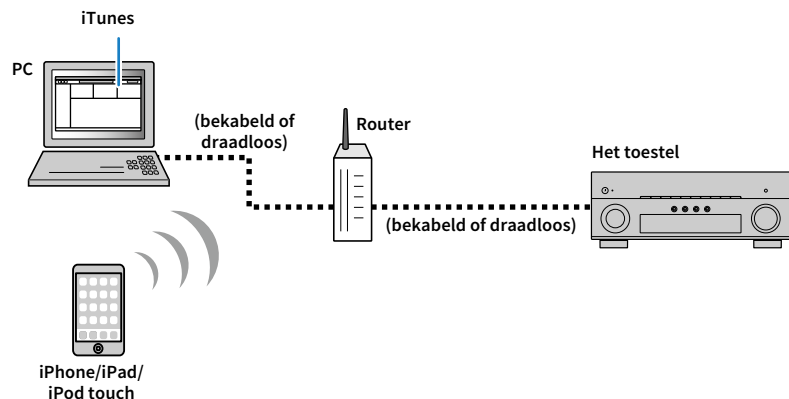 iTunes
PC
(bekabeld of
draadloos)
Router
Het toestel
(bekabeld of draadloos)
iPhone/iPad/
iPod touch